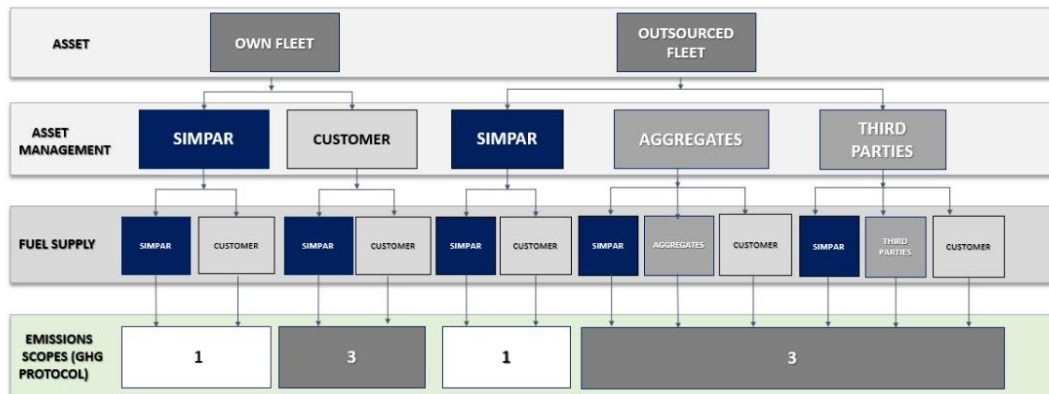 ASSET
OWN FLEET
OUTSOURCED
FLEET
ASSET
MANAGEMENT
SIMPAR
CUSTOMER
SIMPAR
AGGREGATES
THIRD
PARTIES
FUEL SUPPLY
SIMPAR
CUSTOMER
SIMPAR
CUSTOMER
SIMPAR
CUSTOMER
SIMPAR
AGGREGATES
CUSTOMER
SIMPAR
THIRD
PARTIES
CUSTOMER
EMISSIONS
SCOPES (GHG
PROTOCOL)
1
3
1
3